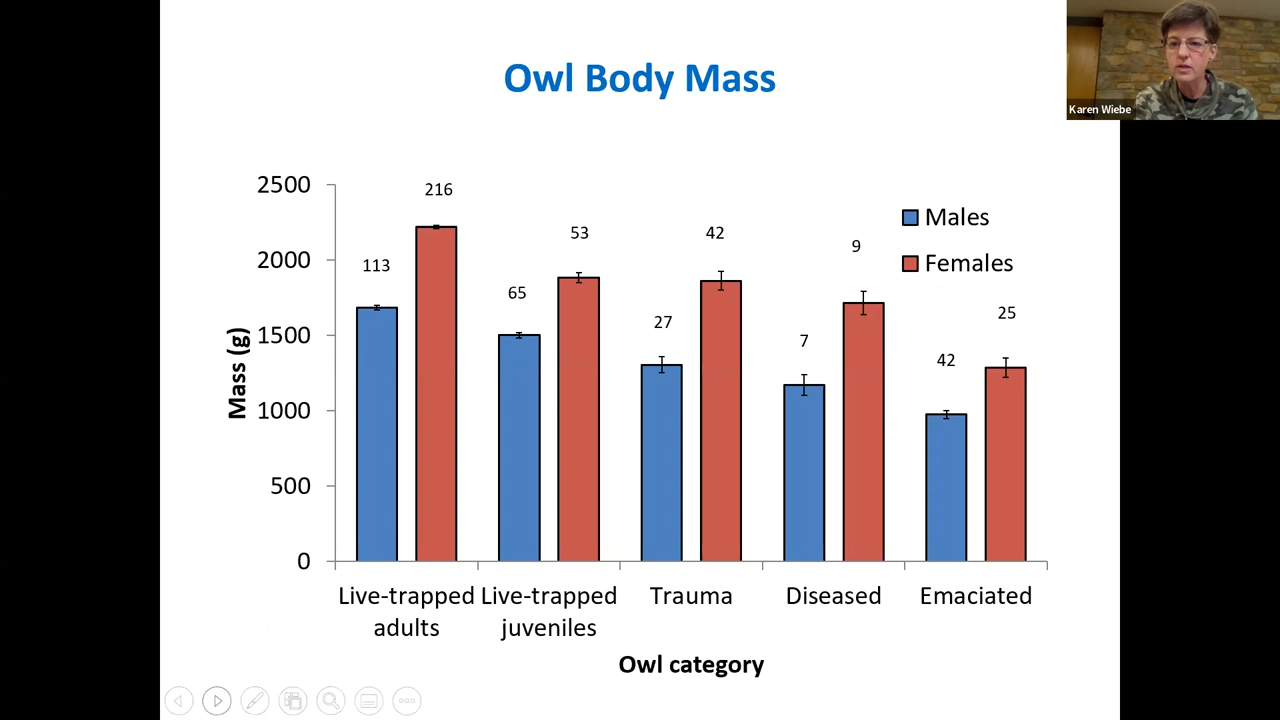 Owl Body Mass
Karen Wiebe
2500
2000
1500
1000
500
0
Mass (g)
113
216
65
53
27
42
7
9
42
25
Males
Females
Live-trapped adults
Live-trapped juveniles
Trauma
Diseased
Emaciated
Owl category